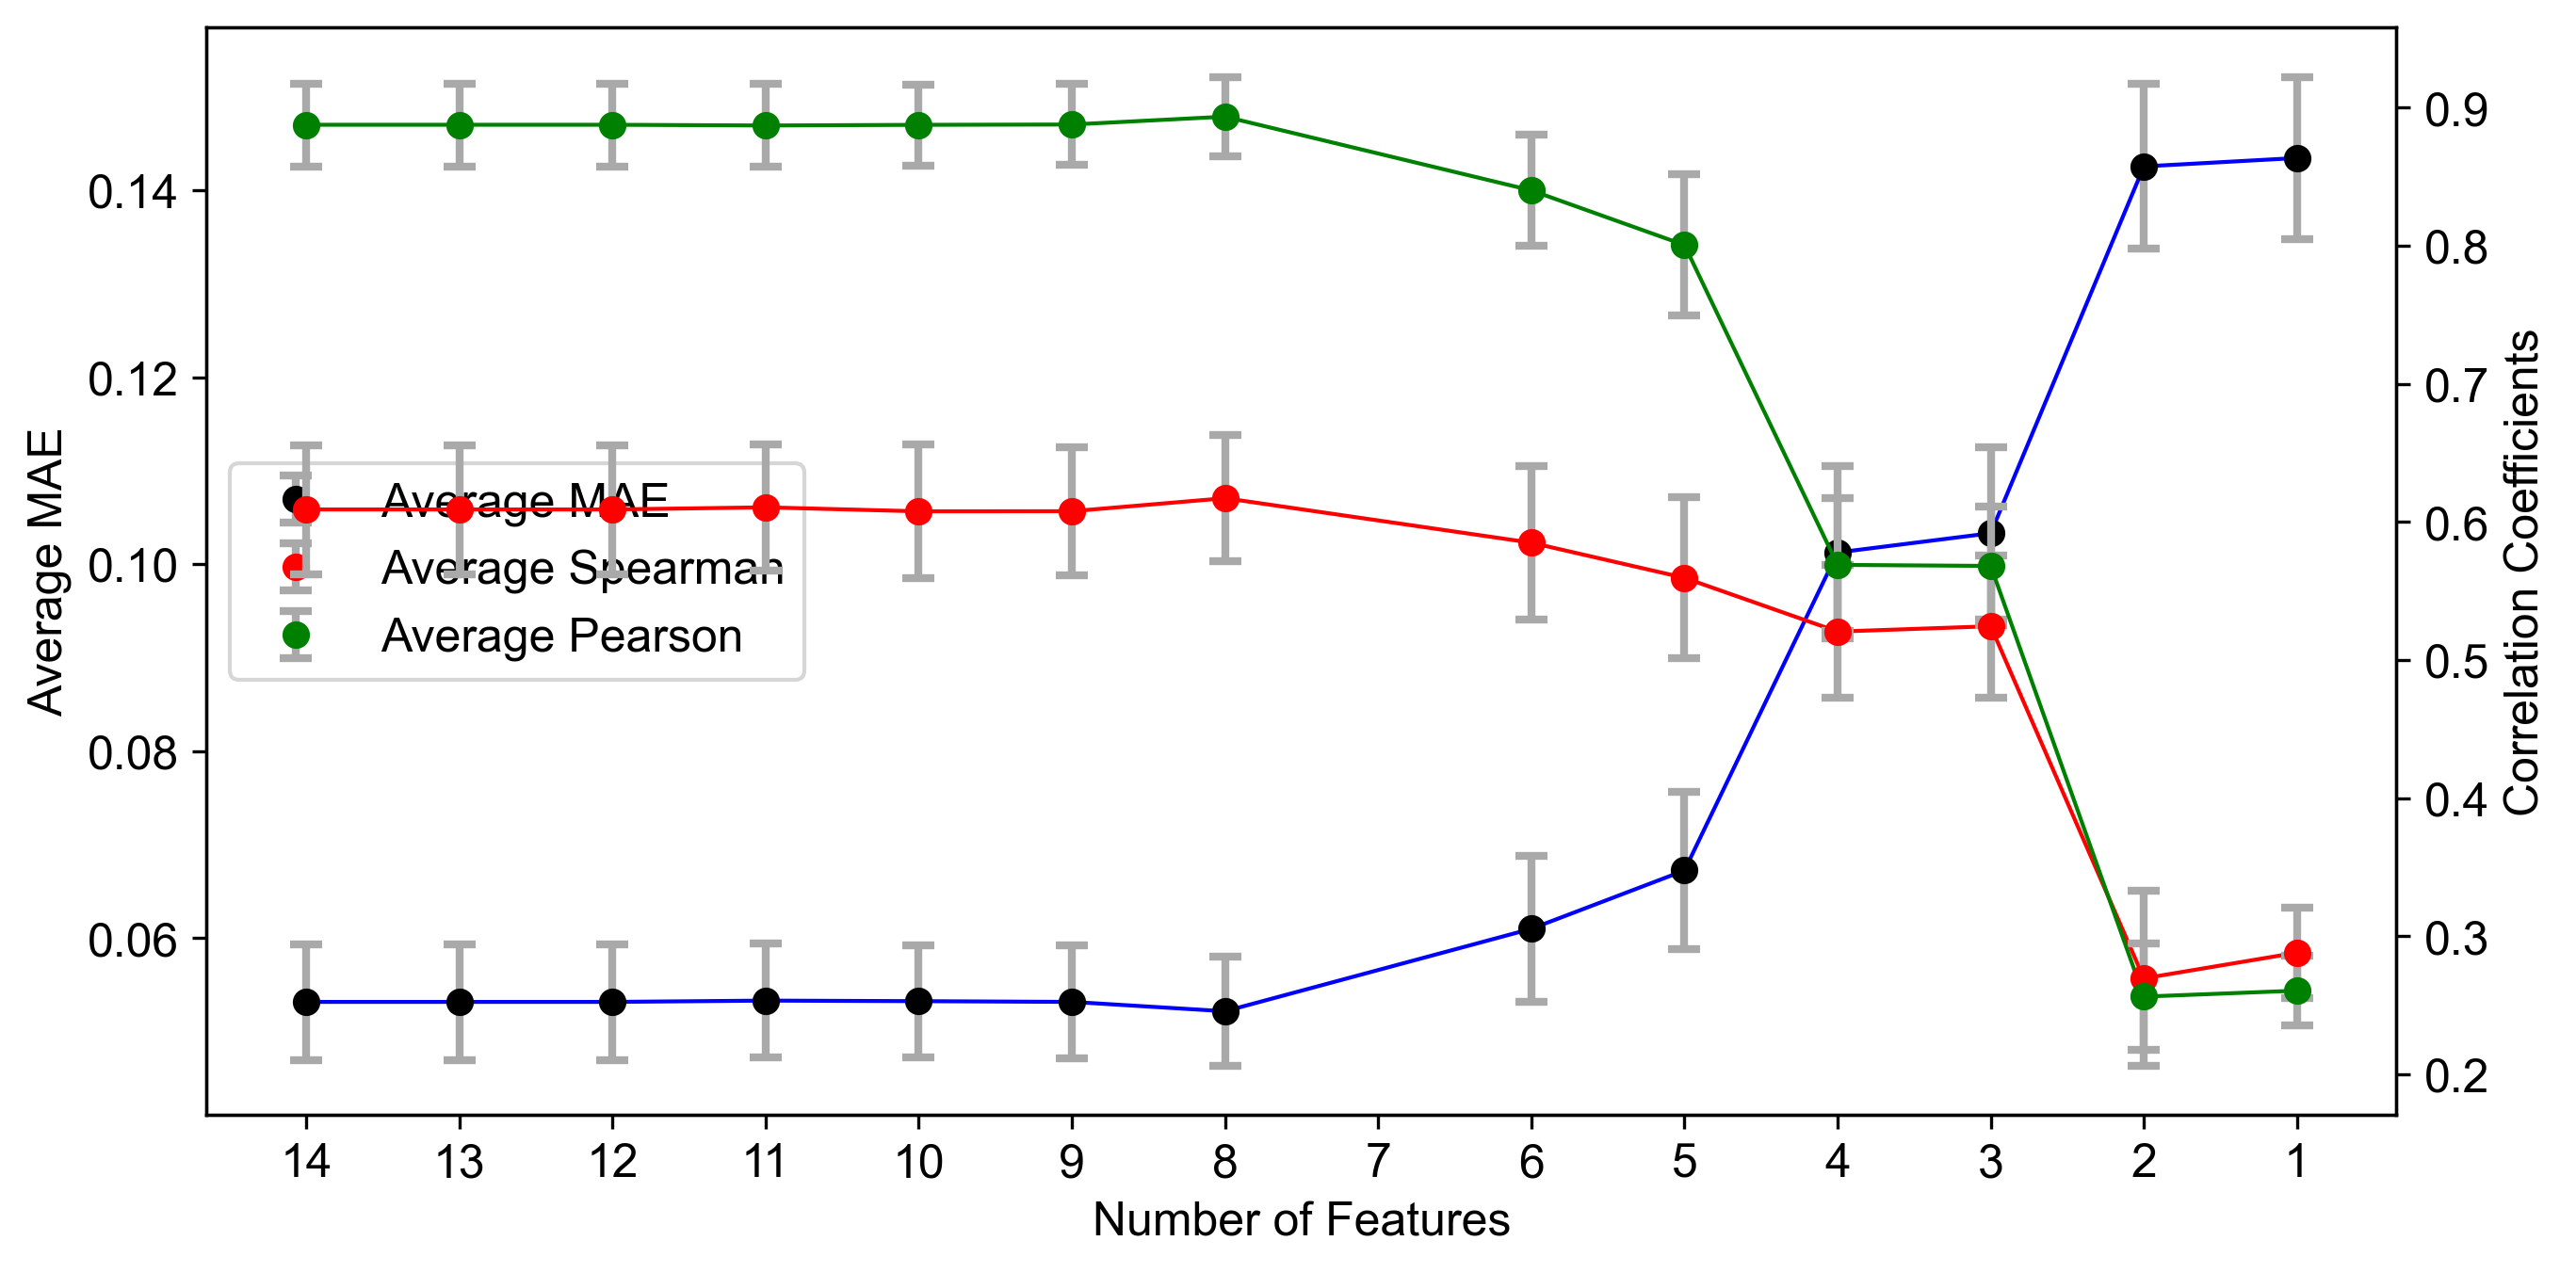 Average MAE
0.14
0.12
0.10
0.08
0.06
Average MAE
Average Spearman
Average Pearson
0.9
0.8
0.7
0.6
0.5
0.4
0.3
0.2
Correlation Coefficients
14 13 12 11 10 9 8 7 6 5 4 3 2 1
Number of Features